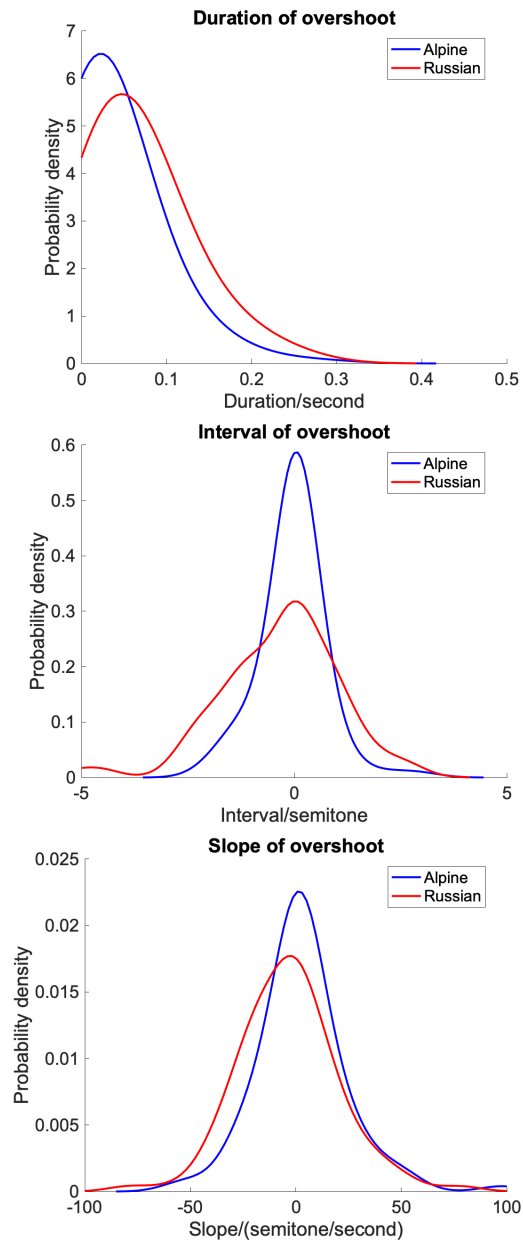 Duration of overshoot
7
6
5
4
3
2
1
0
Probability density
Alpine
Russian
0 0.1 0.2 0.3 0.4 0.5
Duration/second
Interval of overshoot
0.6
0.5
0.4
0.3
0.2
0.1
0
Probability density
Alpine
Russian
-5 0 5
Interval/semitone
Slope of overshoot
0.025
0.02
0.015
0.01
0.005
0
Probability density
Alpine
Russian
-100 -50 0 50 100
Slope/(semitone/second)